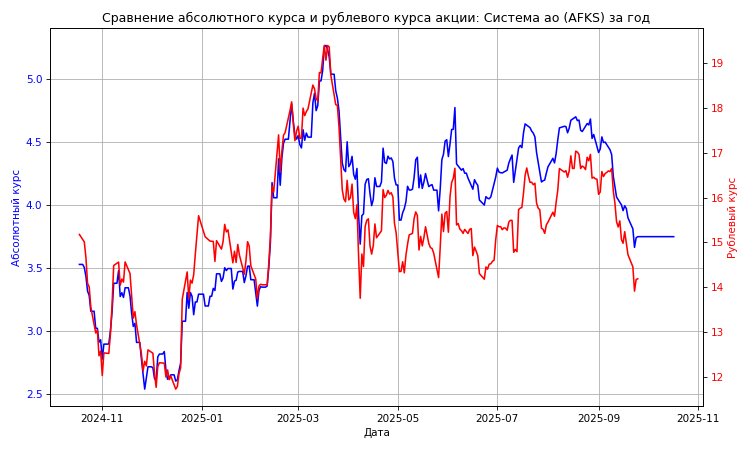 Сравнение абсолютного курса и рублевого курса акции: Система ао (AFKS) за год
Абсолютный курс
5.0
4.5
4.0
3.5
3.0
2.5
19
18
17
16
15
14
13
12
Рублевый курс
2024-11 2025-01 2025-03 2025-05 2025-07 2025-09 2025-11
Дата